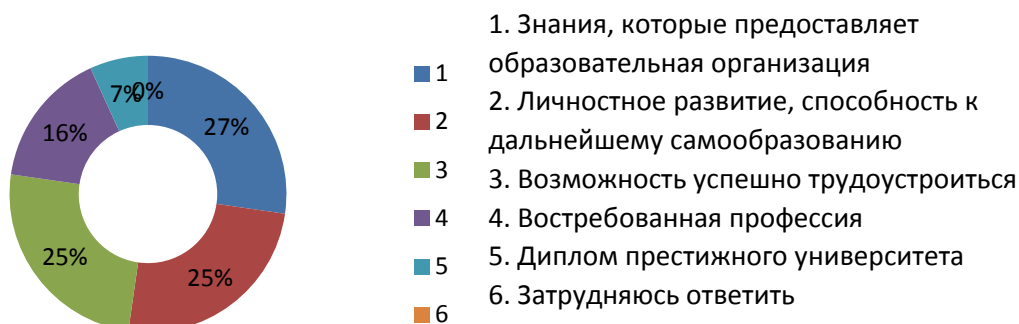 7%
0%
27%
16%
25%
25%
1
2
3
4
5
6
1. Знания, которые предоставляет
образовательная организация
2. Личностное развитие, способность к
дальнейшему самообразованию
3. Возможность успешно трудоустроиться
4. Востребованная профессия
5. Диплом престижного университета
6. Затрудняюсь ответить